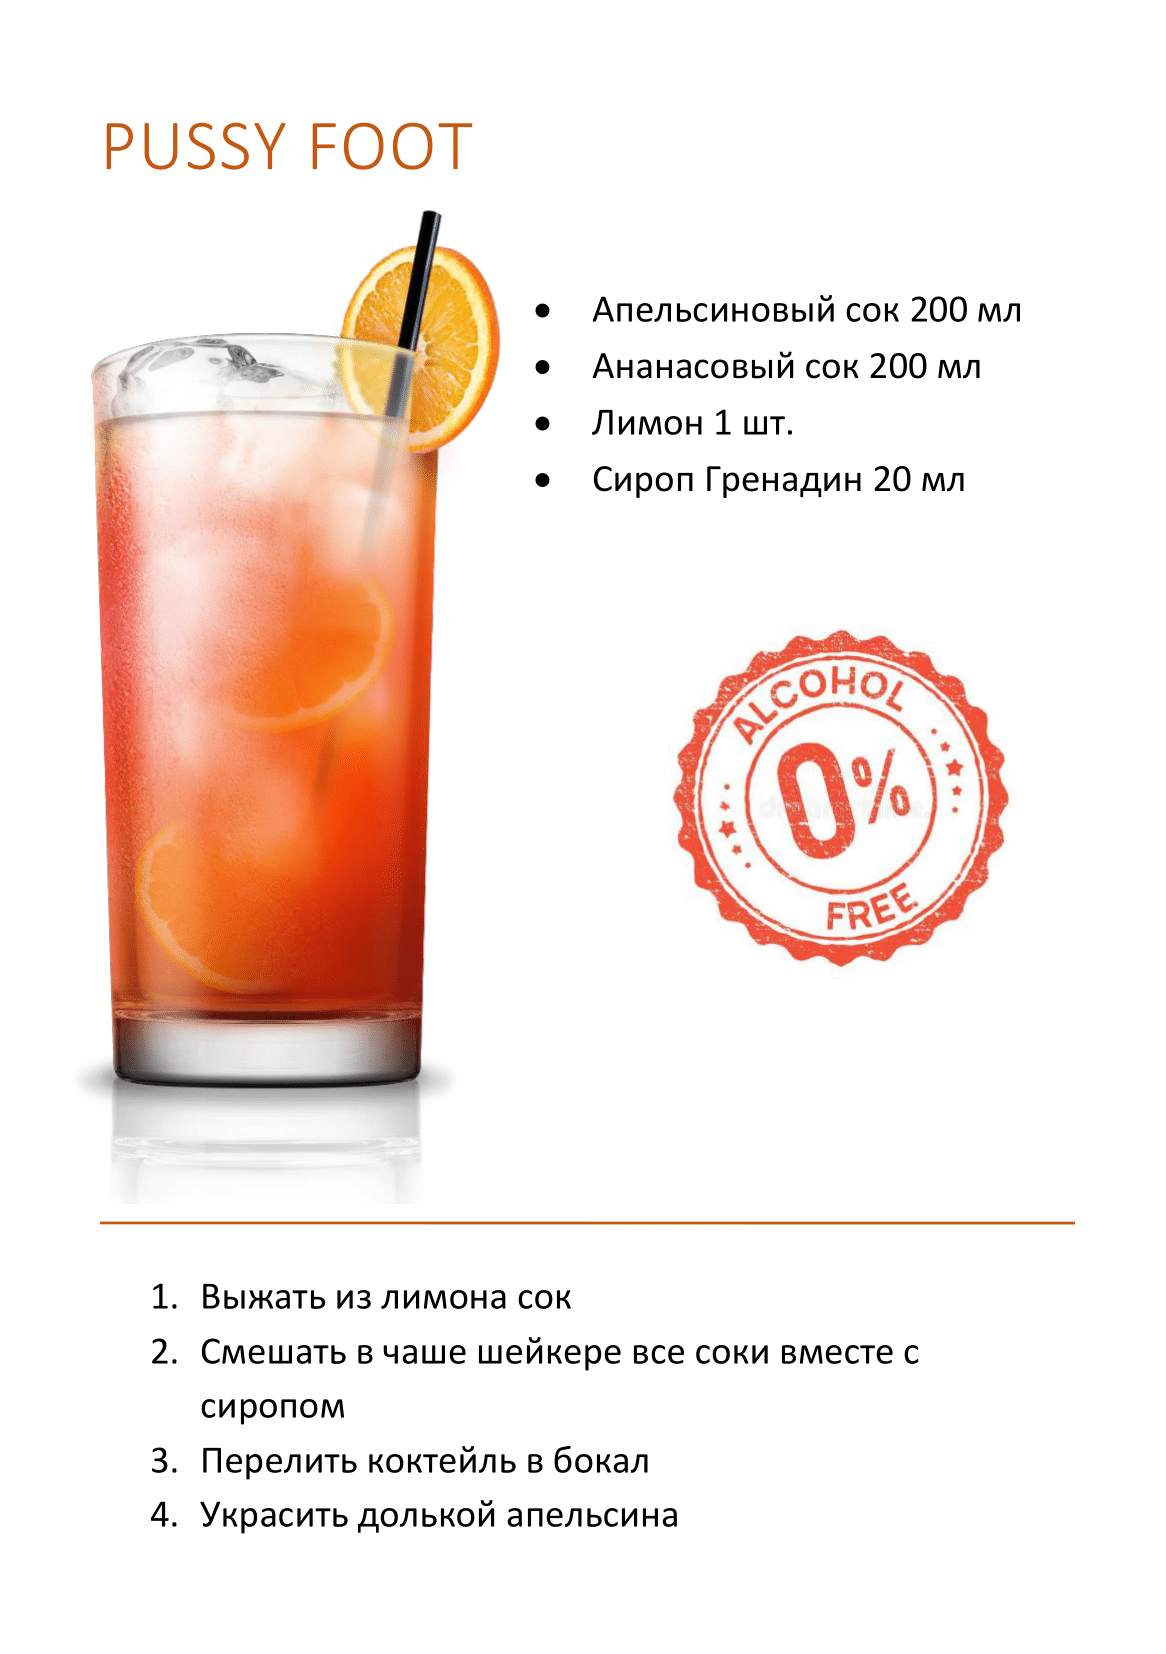 PUSSY FOOT
• Апельсиновый сок 200 мл
• Ананасовый сок 200 мл
• Лимон 1 шт.
• Сироп Гренадин 20 мл
ALCOHOL
0%
FREE
1. Выжать из лимона сок
2. Смешать в чаше шейкере все соки вместе с
сиропом
3. Перелить коктейль в бокал
4. Украсить долькой апельсина